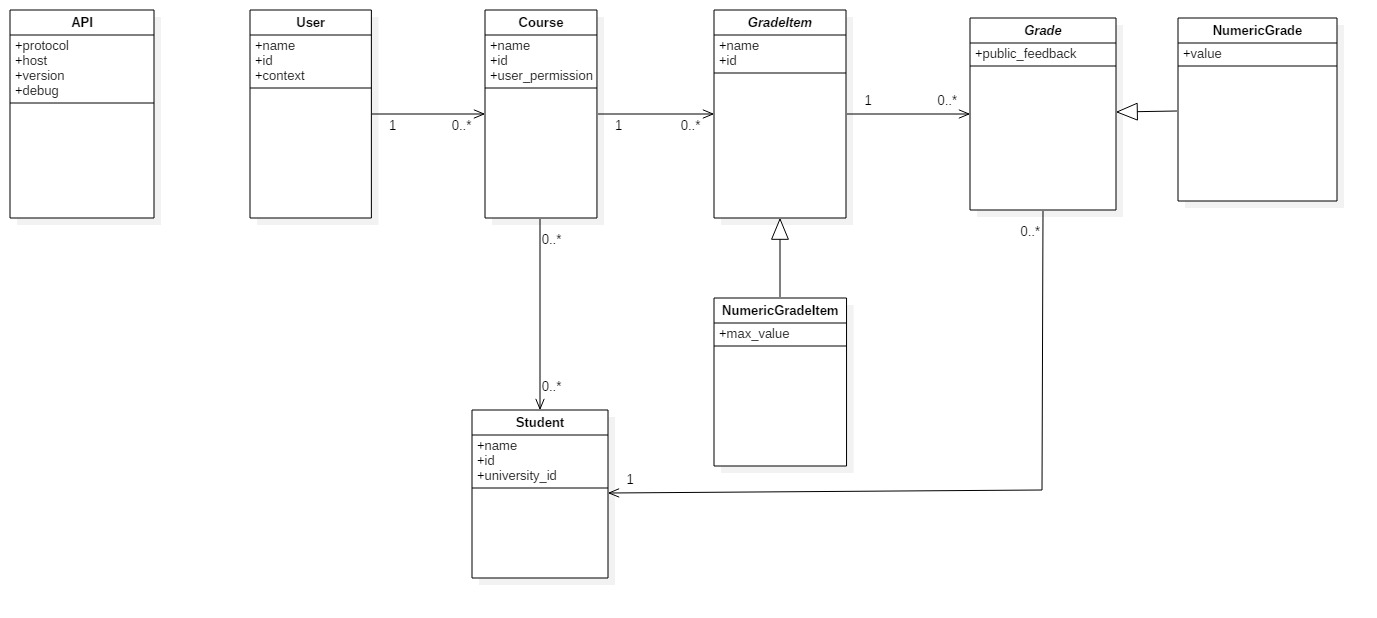 API
+protocol
+host
+version
+debug
User
+name
+id
+context
Course
+name
+id
+user_permission
GradeItem
+name
+id
Grade
+public_feedback
NumericGrade
+value
1
0..*
1
0..*
1
0..*
0..*
0..*
0..*
NumericGradeItem
+max_value
Student
+name
+id
+university_id
1